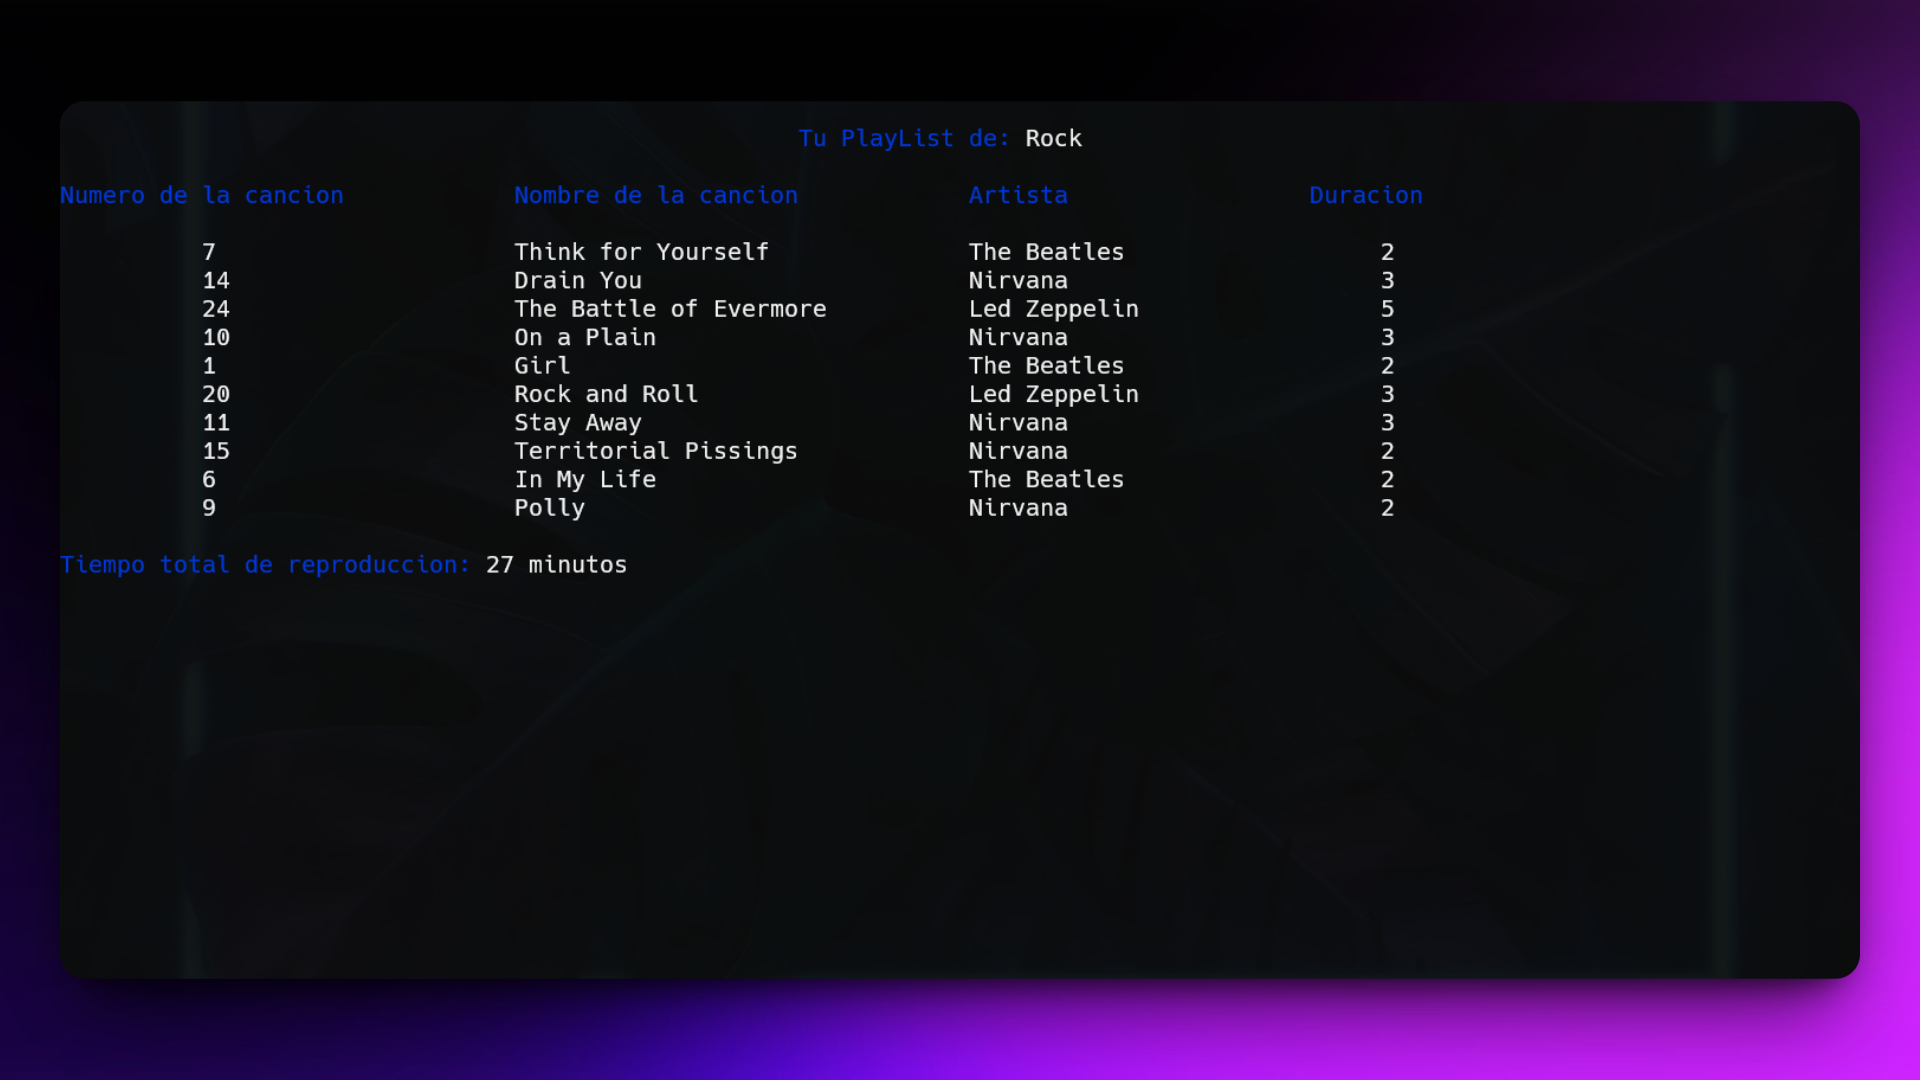 Tu PlayList de: Rock
Numero de la cancion Nombre de la cancion Artista Duracion
7 Think for Yourself The Beatles 2
14 Drain You Nirvana 3
24 The Battle of Evermore Led Zeppelin 5
10 On a Plain Nirvana 3
1 Girl The Beatles 2
20 Rock and Roll Led Zeppelin 3
11 Stay Away Nirvana 3
15 Territorial Pissings Nirvana 2
6 In My Life The Beatles 2
9 Polly Nirvana 2
Tiempo total de reproduccion: 27 minutos